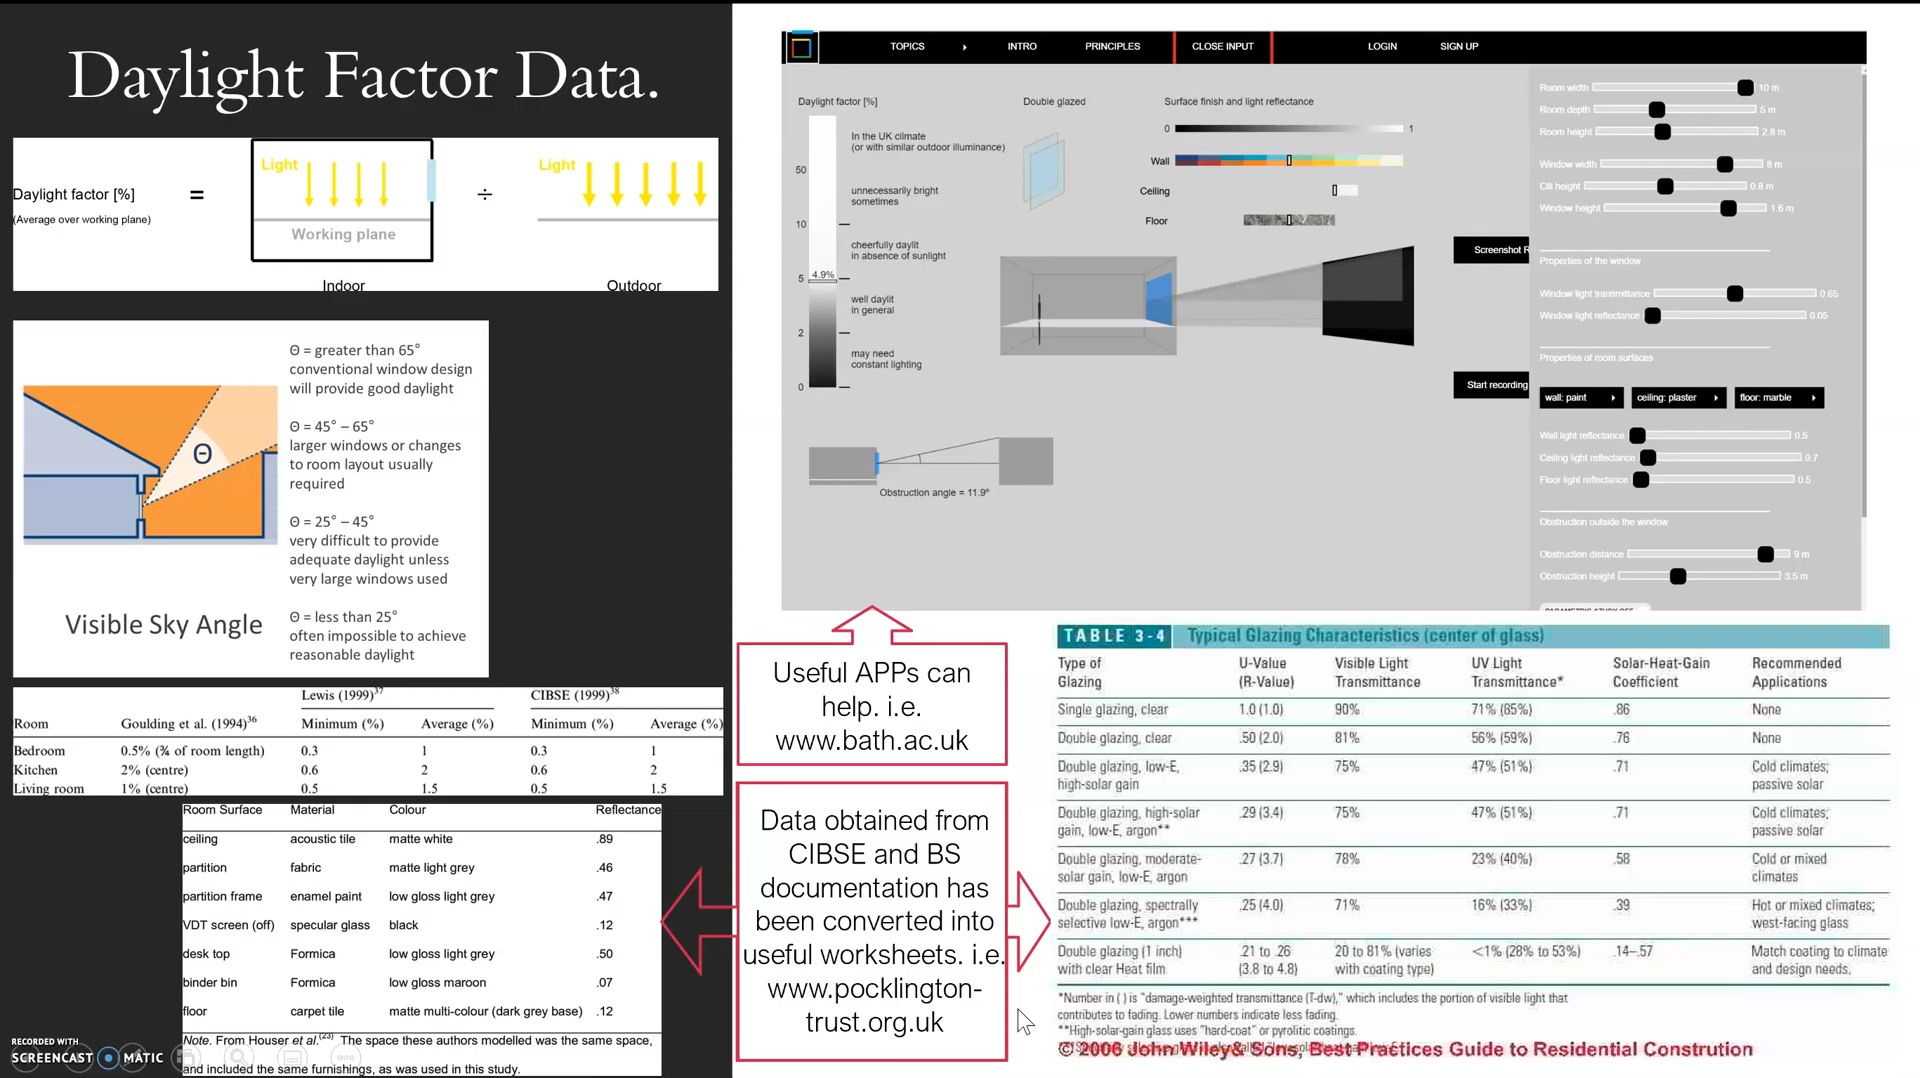 Daylight Factor Data.
Daylight factor [%]
(Average over working plane)
=
Light
Working plane
Indoor
÷
Light
Outdoor
Θ = greater than 65°
conventional window design
will provide good daylight
Θ = 45° – 65°
larger windows or changes
to room layout usually
required
Θ = 25° – 45°
very difficult to provide
adequate daylight unless
very large windows used
Θ = less than 25°
often impossible to achieve
reasonable daylight
Θ
Visible Sky Angle
Lewis (1999)37 CIBSE (1999)38
Room Goulding et al. (1994)36 Minimum (%) Average (%) Minimum (%) Average (%)
Bedroom 0.5% (¾ of room length) 0.3 1 0.3 1
Kitchen 2% (centre) 0.6 2 0.6 2
Living room 1% (centre) 0.5 1.5 0.5 1.5
Room Surface Material Colour Reflectance
ceiling acoustic tile matte white .89
partition fabric matte light grey .46
partition frame enamel paint low gloss light grey .47
VDT screen (off) specular glass black .12
desk top Formica low gloss light grey .50
binder bin Formica low gloss maroon .07
floor carpet tile matte multi-colour (dark grey base) .12
Note. From Houser et al.(23) The space these authors modelled was the same space,
and included the same furnishings, as was used in this study.
RECORDED WITH
SCREENCAST MATIC
TOPICS INTRO PRINCIPLES CLOSE INPUT LOGIN SIGN UP
Daylight factor [%]
50
10
5
4.9%
2
0
In the UK climate
(or with similar outdoor illuminance)
unnecessarily bright
sometimes
cheerfully daylit
in absence of sunlight
well daylit
in general
may need
constant lighting
Double glazed
Surface finish and light reflectance
0 1
Wall
Ceiling
Floor
Obstruction angle = 11.9°
Screenshot R
Start recording
Room width 10 m
Room depth 5 m
Room height 2.8 m
Window width 8 m
Cill height 0.8 m
Window height 1.6 m
Properties of the window
Window light transmittance 0.65
Window light reflectance 0.05
Properties of room surfaces
wall: paint ceiling: plaster floor: marble
Wall light reflectance 0.5
Ceiling light reflectance 0.7
Floor light reflectance 0.5
Obstruction outside the window
Obstruction distance 9 m
Obstruction height 3.5 m
Useful APPs can
help. i.e.
www.bath.ac.uk
Data obtained from
CIBSE and BS
documentation has
been converted into
useful worksheets. i.e.
www.pocklington-
trust.org.uk
TABLE 3-4 Typical Glazing Characteristics (center of glass)
Type of U-Value Visible Light UV Light Solar-Heat-Gain Recommended
Glazing (R-Value) Transmittance Transmittance* Coefficient Applications
Single glazing, clear 1.0 (1.0) 90% 71% (85%) .86 None
Double glazing, clear .50 (2.0) 81% 56% (59%) .76 None
Double glazing, low-E, .35 (2.9) 75% 47% (51%) .71 Cold climates;
high-solar gain passive solar
Double glazing, high-solar .29 (3.4) 75% 47% (51%) .71 Cold climates;
gain, low-E, argon** passive solar
Double glazing, moderate- .27 (3.7) 78% 23% (40%) .58 Cold or mixed
solar gain, low-E, argon climates
Double glazing, spectrally .25 (4.0) 71% 16% (33%) .39 Hot or mixed climates;
selective low-E, argon*** west-facing glass
Double glazing (1 inch) .21 to .26 20 to 81% (varies <1% (28% to 53%) .14–.57 Match coating to climate
with clear Heat film (3.8 to 4.8) with coating type) and design needs.
*Number in ( ) is "damage-weighted transmittance (T-dw)," which includes the portion of visible light that
contributes to fading. Lower numbers indicate less fading.
**High-solar-gain glass uses "hard-coat" or pyrolitic coatings.
© 2006 John Wiley & Sons, Best Practices Guide to Residential Constrution